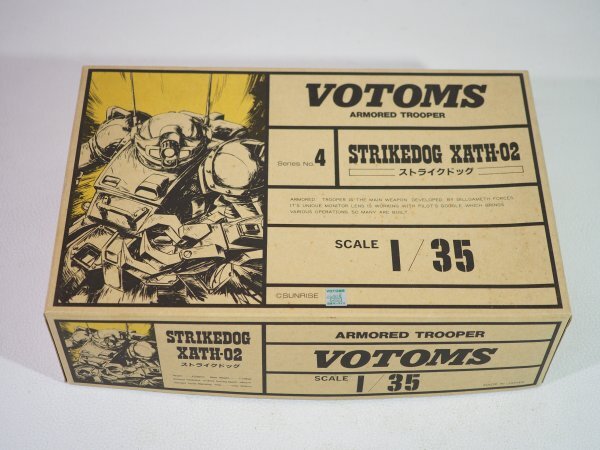 VOTOMS
ARMORED TROOPER
Series No. 4
STRIKEDOG XATH-02
ストライクドッグ
ARMORED TROOPER IS THE MAIN WEAPON DEVELOPED BY GILLGAMETH FORCES.
IT'S UNIQUE MONITOR LENS IS WORKING WITH PILOT'S GOGGLE, WHICH BRINGS
VARIOUS OPERATIONS. SO MANY ARE BUILT.
SCALE 1/35
©SUNRISE
VOTOMS
STRIKEDOG
XATH-02
ストライクドッグ
ARMORED TROOPER
VOTOMS
SCALE 1/35
MADE IN JAPAN